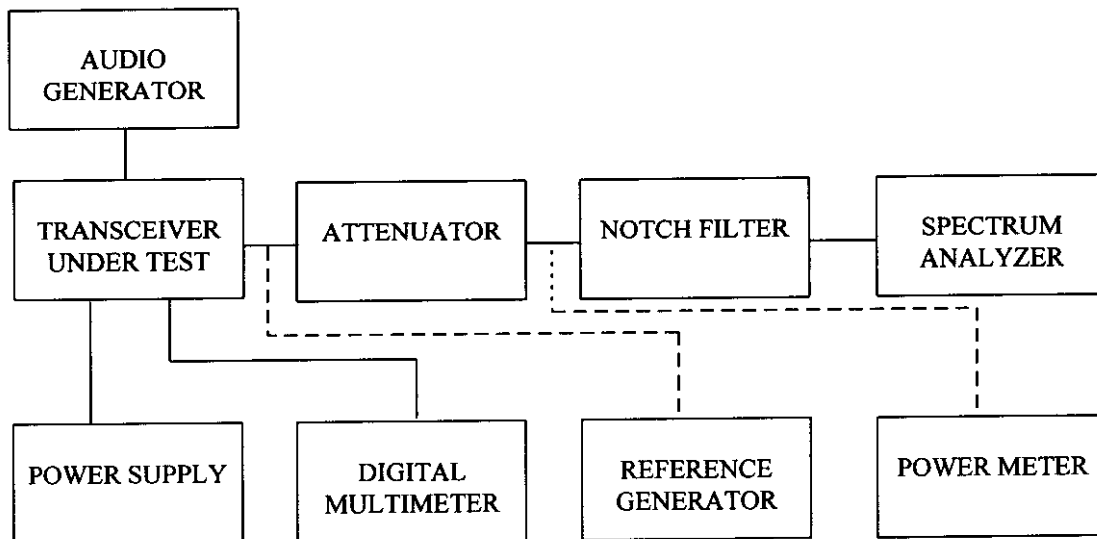 AUDIO
GENERATOR
TRANSCEIVER
UNDER TEST
ATTENUATOR
NOTCH FILTER
SPECTRUM
ANALYZER
POWER SUPPLY
DIGITAL
MULTIMETER
REFERENCE
GENERATOR
POWER METER